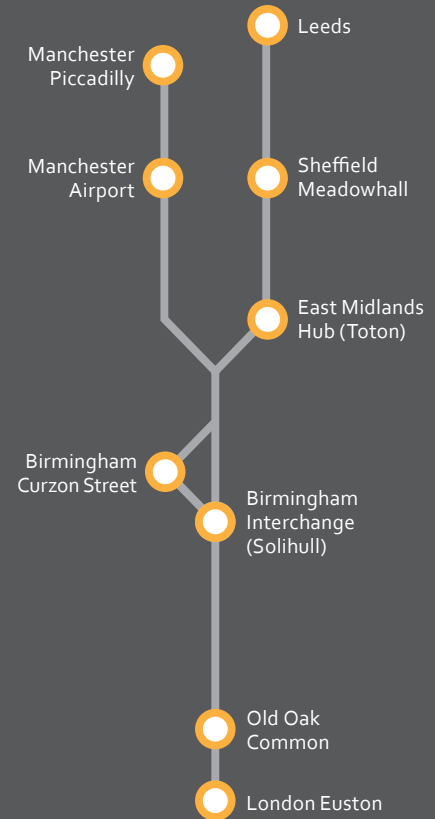 Leeds
Manchester
Piccadilly
Manchester
Airport
Sheffield
Meadowhall
East Midlands
Hub (Toton)
Birmingham
Curzon Street
Birmingham
Interchange
(Solihull)
Old Oak
Common
London Euston